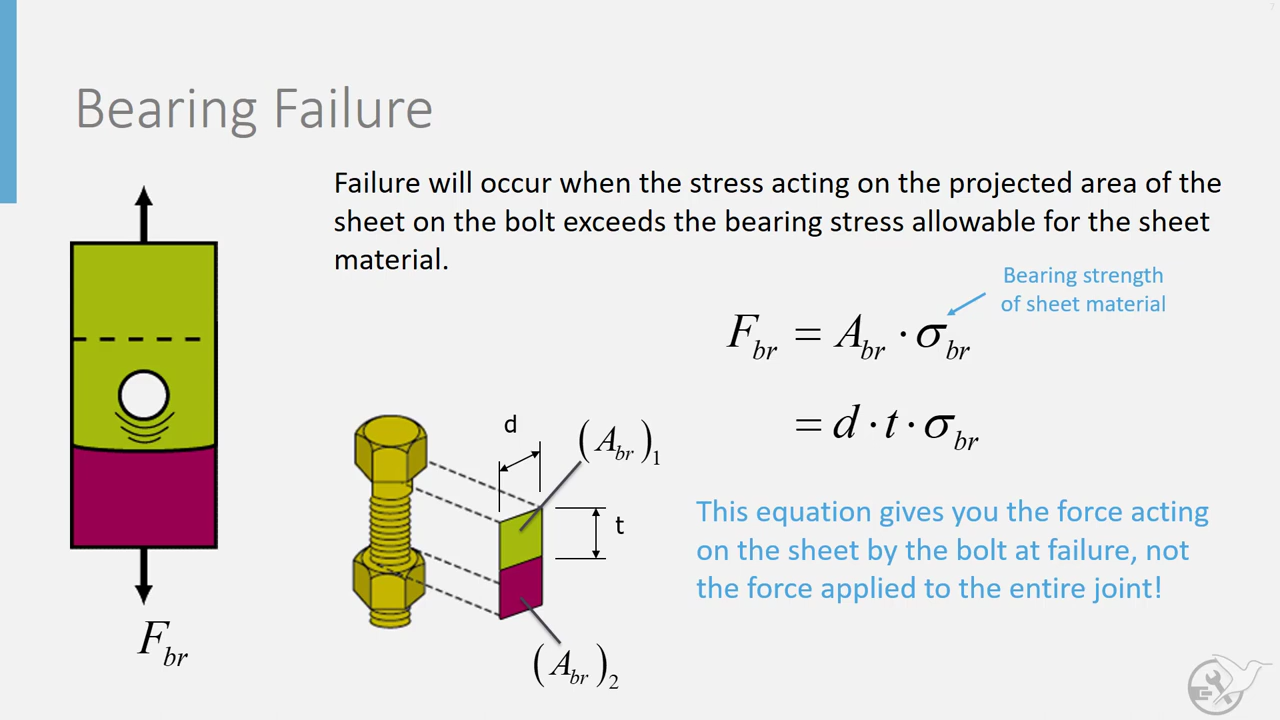 7
Bearing Failure
Failure will occur when the stress acting on the projected area of the
sheet on the bolt exceeds the bearing stress allowable for the sheet
material.
Bearing strength
of sheet material
F_br = A_br · σ_br
= d · t · σ_br
d
(A_br)_1
t
This equation gives you the force acting
on the sheet by the bolt at failure, not
the force applied to the entire joint!
F_br
(A_br)_2